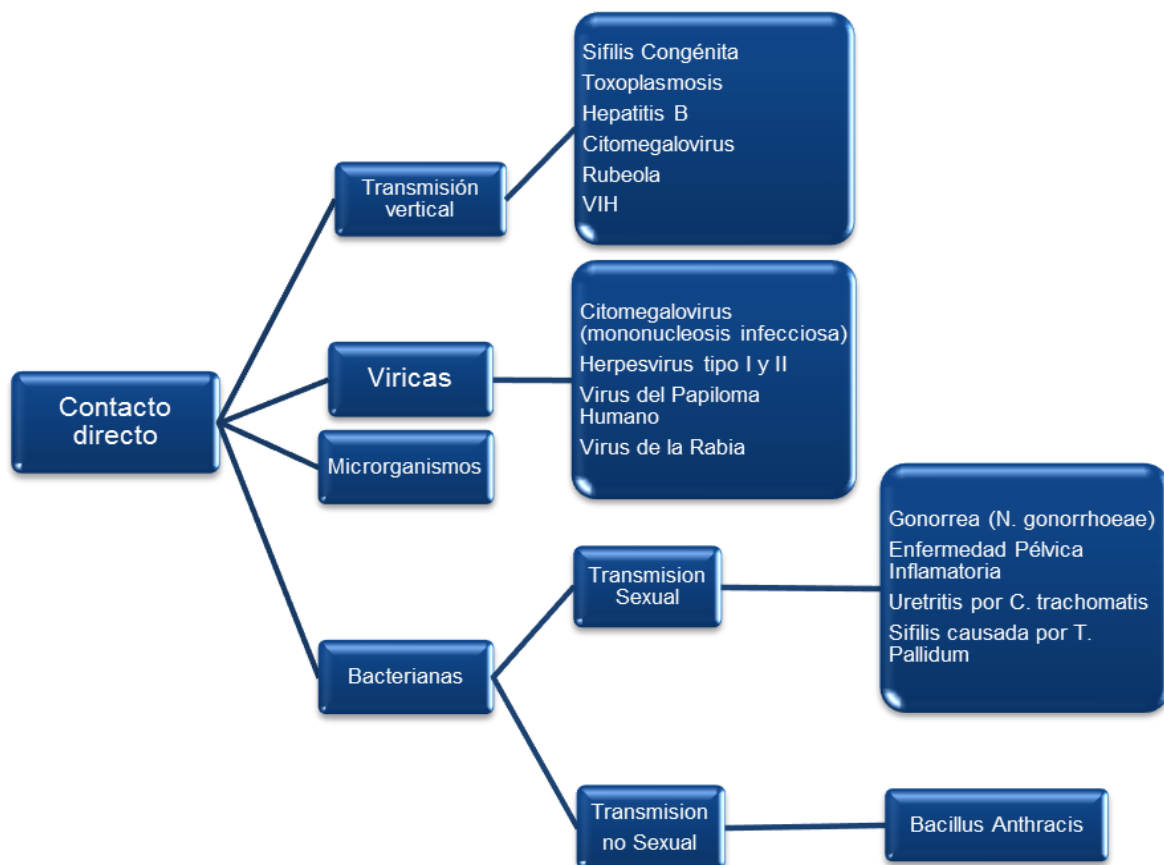 Contacto
directo
Transmisión
vertical
Sifilis Congénita
Toxoplasmosis
Hepatitis B
Citomegalovirus
Rubeola
VIH
Viricas
Citomegalovirus
(mononucleosis infecciosa)
Herpesvirus tipo I y II
Virus del Papiloma
Humano
Virus de la Rabia
Microrganismos
Bacterianas
Transmision
Sexual
Gonorrea (N. gonorrhoeae)
Enfermedad Pélvica
Inflamatoria
Uretritis por C. trachomatis
Sifilis causada por T.
Pallidum
Transmision
no Sexual
Bacillus Anthracis